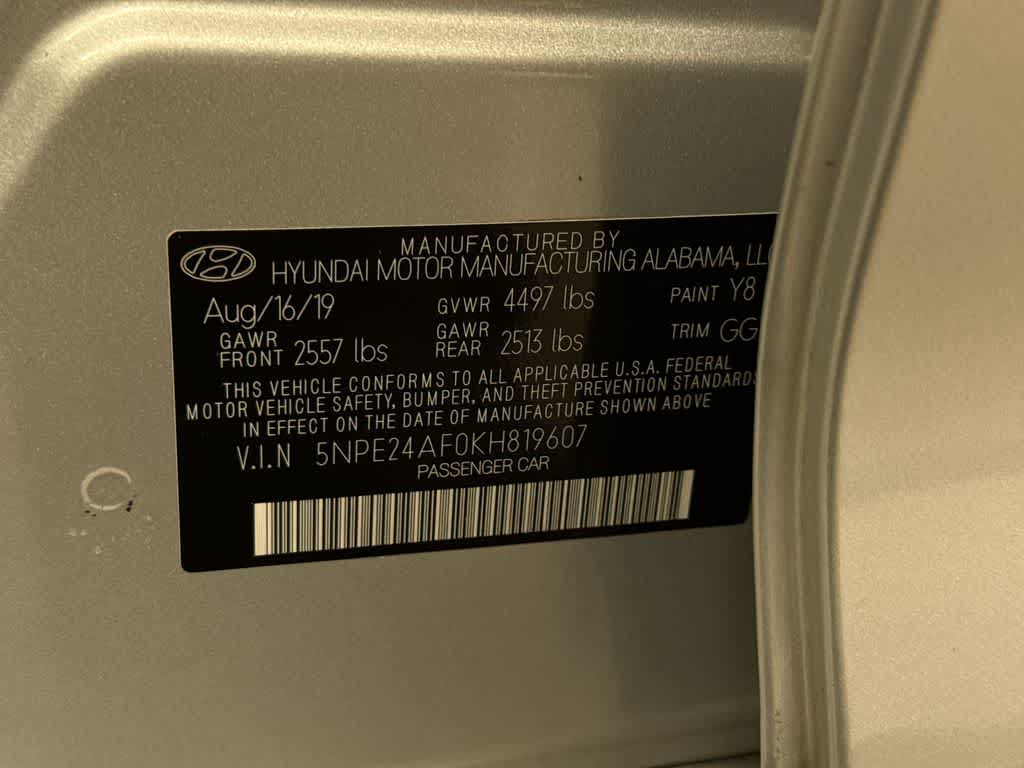 MANUFACTURED BY
HYUNDAI MOTOR MANUFACTURING ALABAMA, LLC
Aug/16/19 GVWR 4497 lbs PAINT Y8
GAWR FRONT 2557 lbs GAWR REAR 2513 lbs TRIM GG
THIS VEHICLE CONFORMS TO ALL APPLICABLE U.S.A. FEDERAL
MOTOR VEHICLE SAFETY, BUMPER, AND THEFT PREVENTION STANDARDS
IN EFFECT ON THE DATE OF MANUFACTURE SHOWN ABOVE
V.I.N 5NPE24AF0KH819607
PASSENGER CAR